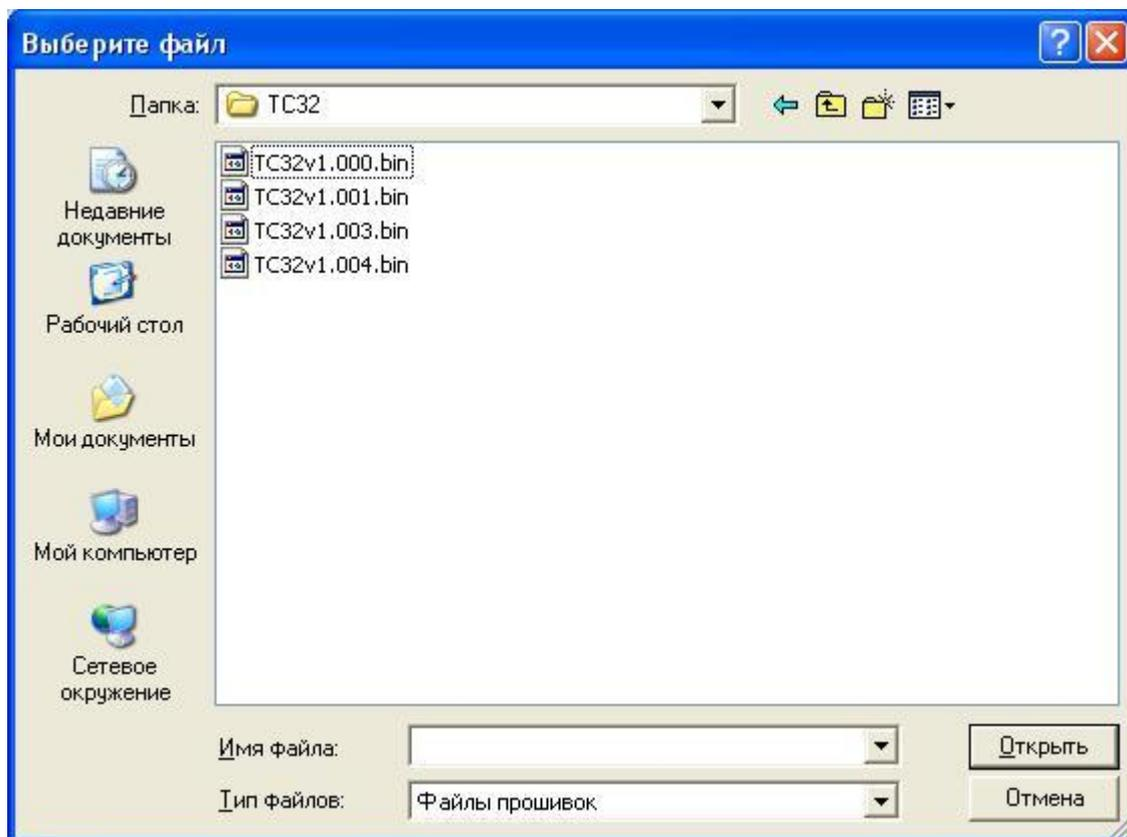 Выберите файл
Папка: TC32
TC32v1.000.bin
TC32v1.001.bin
TC32v1.003.bin
TC32v1.004.bin
Недавние
документы
Рабочий стол
Мои документы
Мой компьютер
Сетевое
окружение
Имя файла:
Открыть
Тип файлов: Файлы прошивок
Отмена